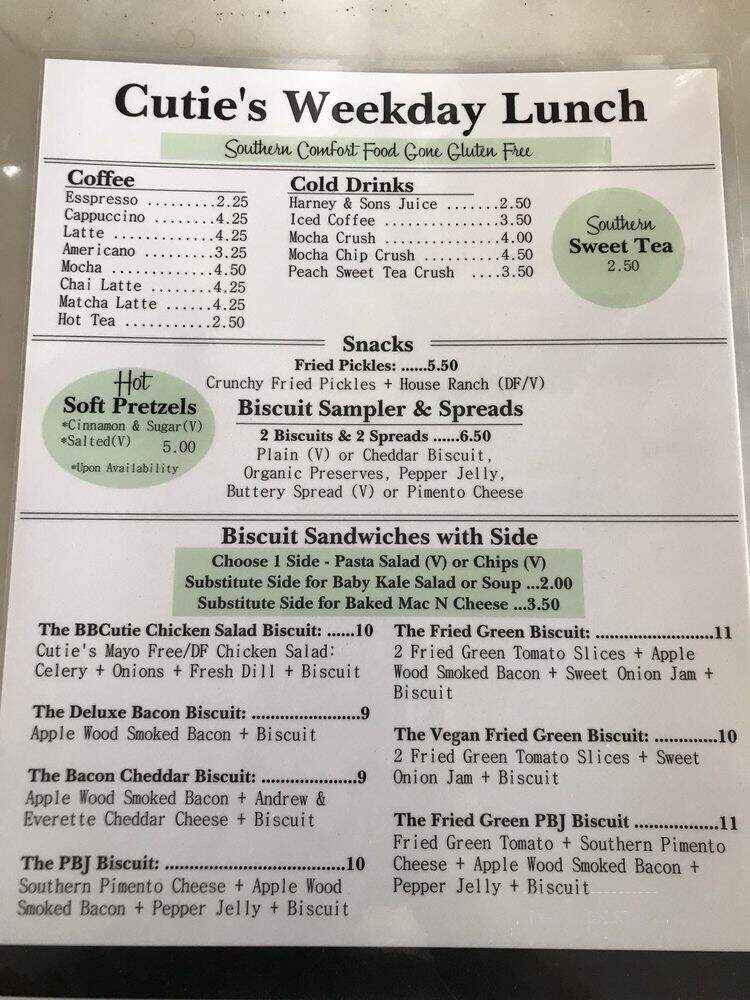 Cutie's Weekday Lunch
Southern Comfort Food Gone Gluten Free
Coffee
Esspresso .........2.25
Cappuccino ........4.25
Latte .............4.25
Americano .........3.25
Mocha .............4.50
Chai Latte ........4.25
Matcha Latte ......4.25
Hot Tea ...........2.50
Cold Drinks
Harney & Sons Juice .......2.50
Iced Coffee ...............3.50
Mocha Crush ...............4.00
Mocha Chip Crush ..........4.50
Peach Sweet Tea Crush ....3.50
Southern
Sweet Tea
2.50
Snacks
Fried Pickles: ......5.50
Crunchy Fried Pickles + House Ranch (DF/V)
Hot
Soft Pretzels
*Cinnamon & Sugar(V)
*Salted(V) 5.00
*Upon Availability
Biscuit Sampler & Spreads
2 Biscuits & 2 Spreads ......6.50
Plain (V) or Cheddar Biscuit,
Organic Preserves, Pepper Jelly,
Buttery Spread (V) or Pimento Cheese
Biscuit Sandwiches with Side
Choose 1 Side - Pasta Salad (V) or Chips (V)
Substitute Side for Baby Kale Salad or Soup ...2.00
Substitute Side for Baked Mac N Cheese ...3.50
The BBCutie Chicken Salad Biscuit: ......10
Cutie's Mayo Free/DF Chicken Salad:
Celery + Onions + Fresh Dill + Biscuit
The Deluxe Bacon Biscuit: .......................9
Apple Wood Smoked Bacon + Biscuit
The Bacon Cheddar Biscuit: ....................9
Apple Wood Smoked Bacon + Andrew &
Everette Cheddar Cheese + Biscuit
The PBJ Biscuit: ......................................10
Southern Pimento Cheese + Apple Wood
Smoked Bacon + Pepper Jelly + Biscuit
The Fried Green Biscuit: .........................11
2 Fried Green Tomato Slices + Apple
Wood Smoked Bacon + Sweet Onion Jam +
Biscuit
The Vegan Fried Green Biscuit: .............10
2 Fried Green Tomato Slices + Sweet
Onion Jam + Biscuit
The Fried Green PBJ Biscuit .................11
Fried Green Tomato + Southern Pimento
Cheese + Apple Wood Smoked Bacon +
Pepper Jelly + Biscuit